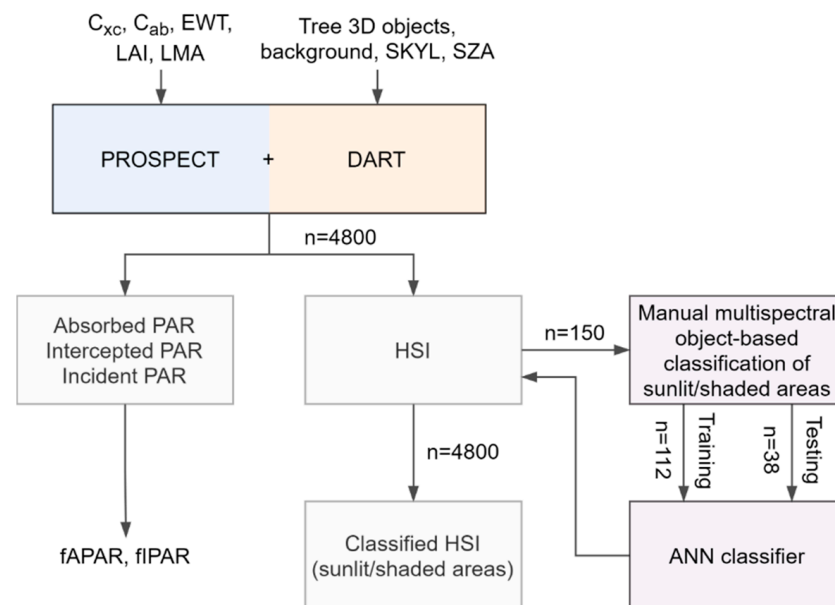 Cxc, Cab, EWT,
LAI, LMA
Tree 3D objects,
background, SKYL, SZA
PROSPECT + DART
n=4800
Absorbed PAR
Intercepted PAR
Incident PAR
HSI
n=150
Manual multispectral
object-based
classification of
sunlit/shaded areas
n=4800
n=112
Training
n=38
Testing
fAPAR, fIPAR
Classified HSI
(sunlit/shaded areas)
ANN classifier